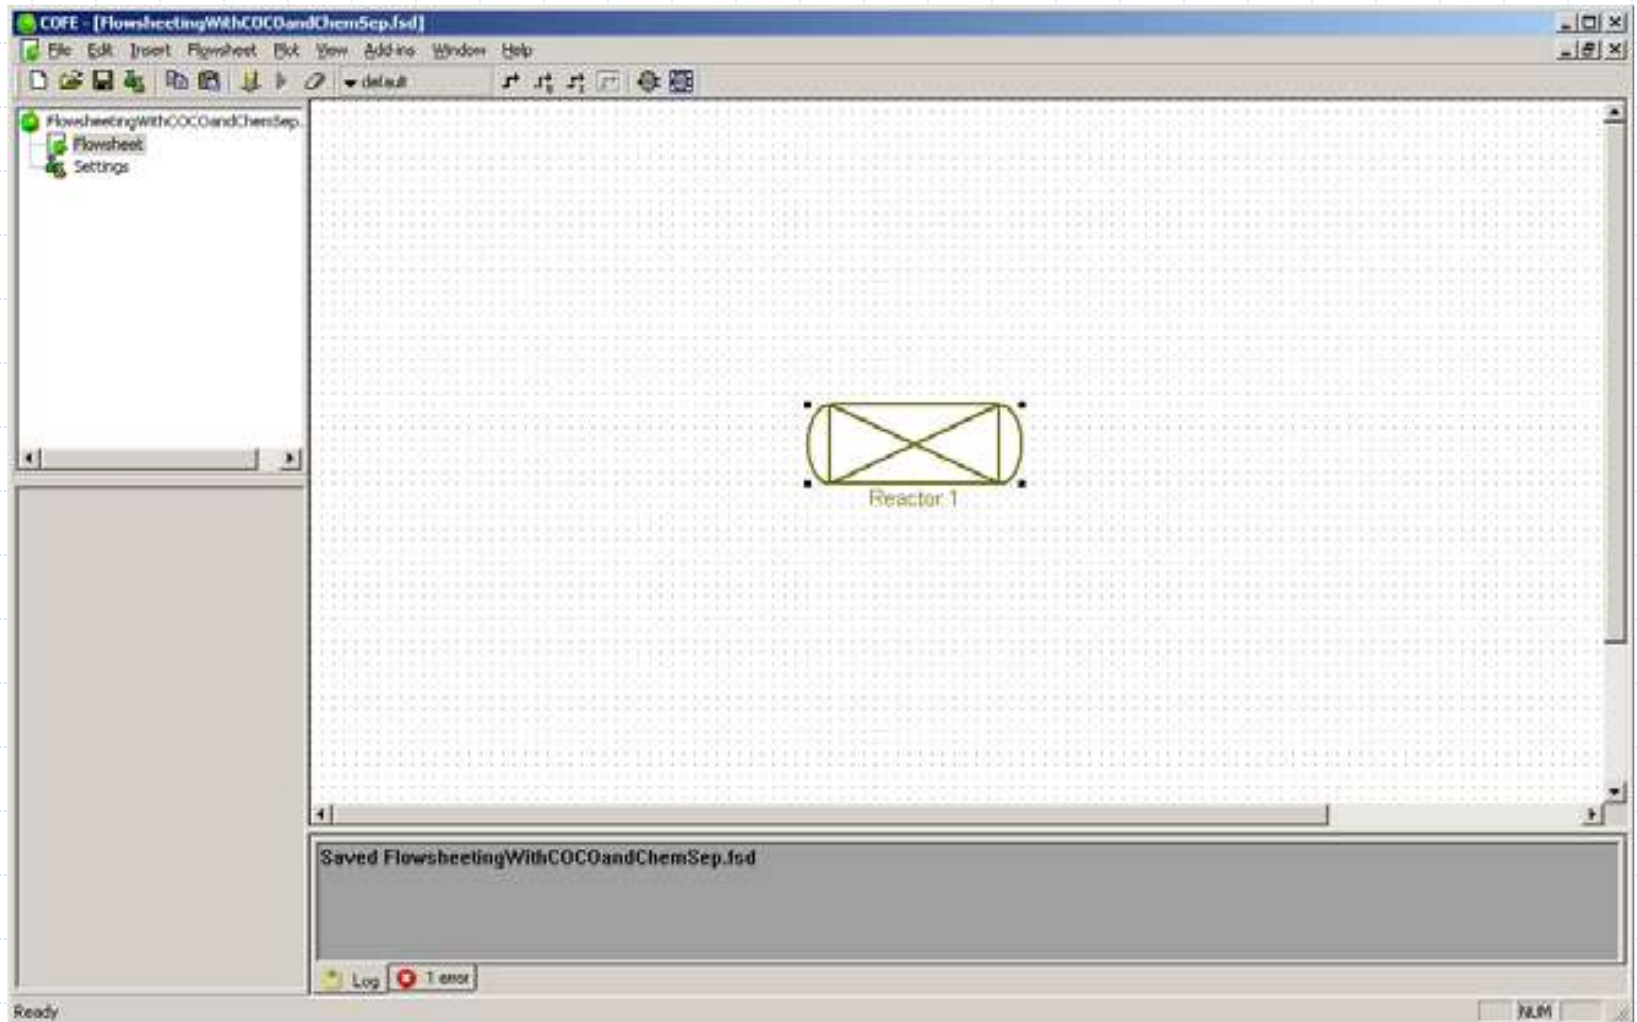 COFE - [FlowsheetingWithCOCOandChemSep.fsd]
File Edit Insert Flowsheet Plot View Add-ins Window Help
default
FlowsheetingWithCOCOandChemSep.
Flowsheet
Settings
Reactor 1
Saved FlowsheetingWithCOCOandChemSep.fsd
Log 1 error
Ready NUM